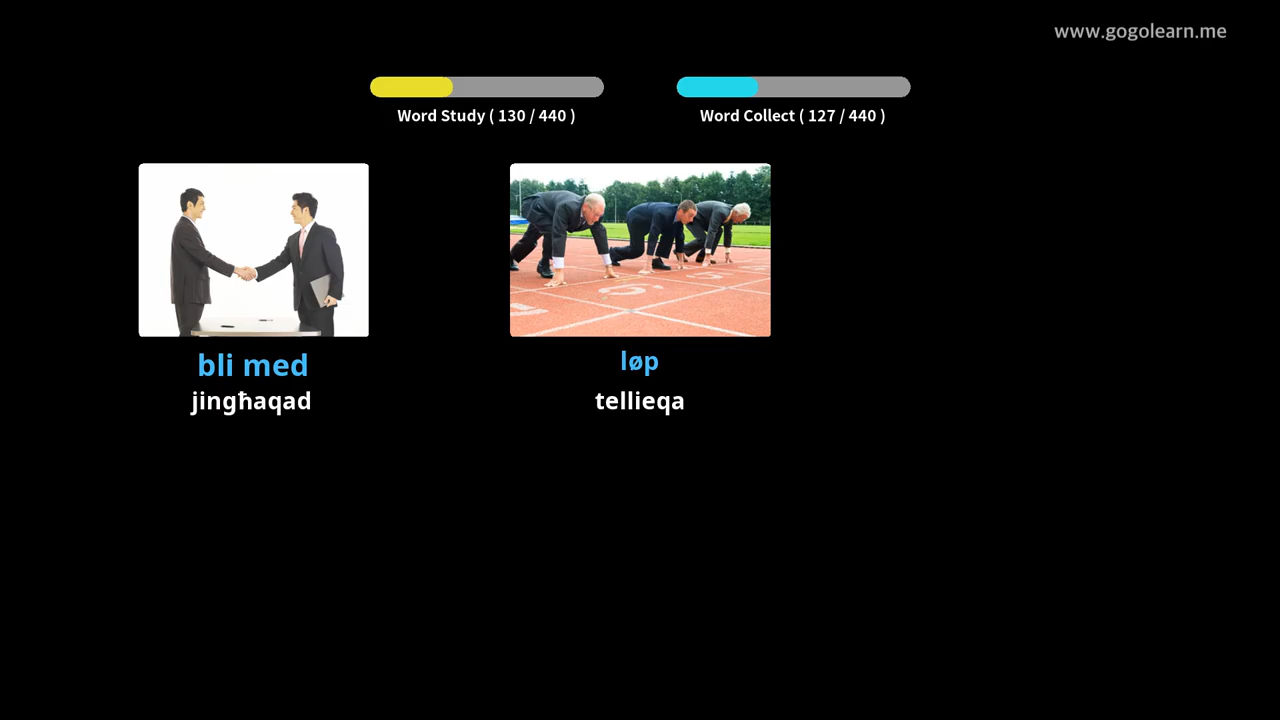 www.gogolearn.me
Word Study ( 130 / 440 )
Word Collect ( 127 / 440 )
bli med
jingħaqad
løp
tellieqa